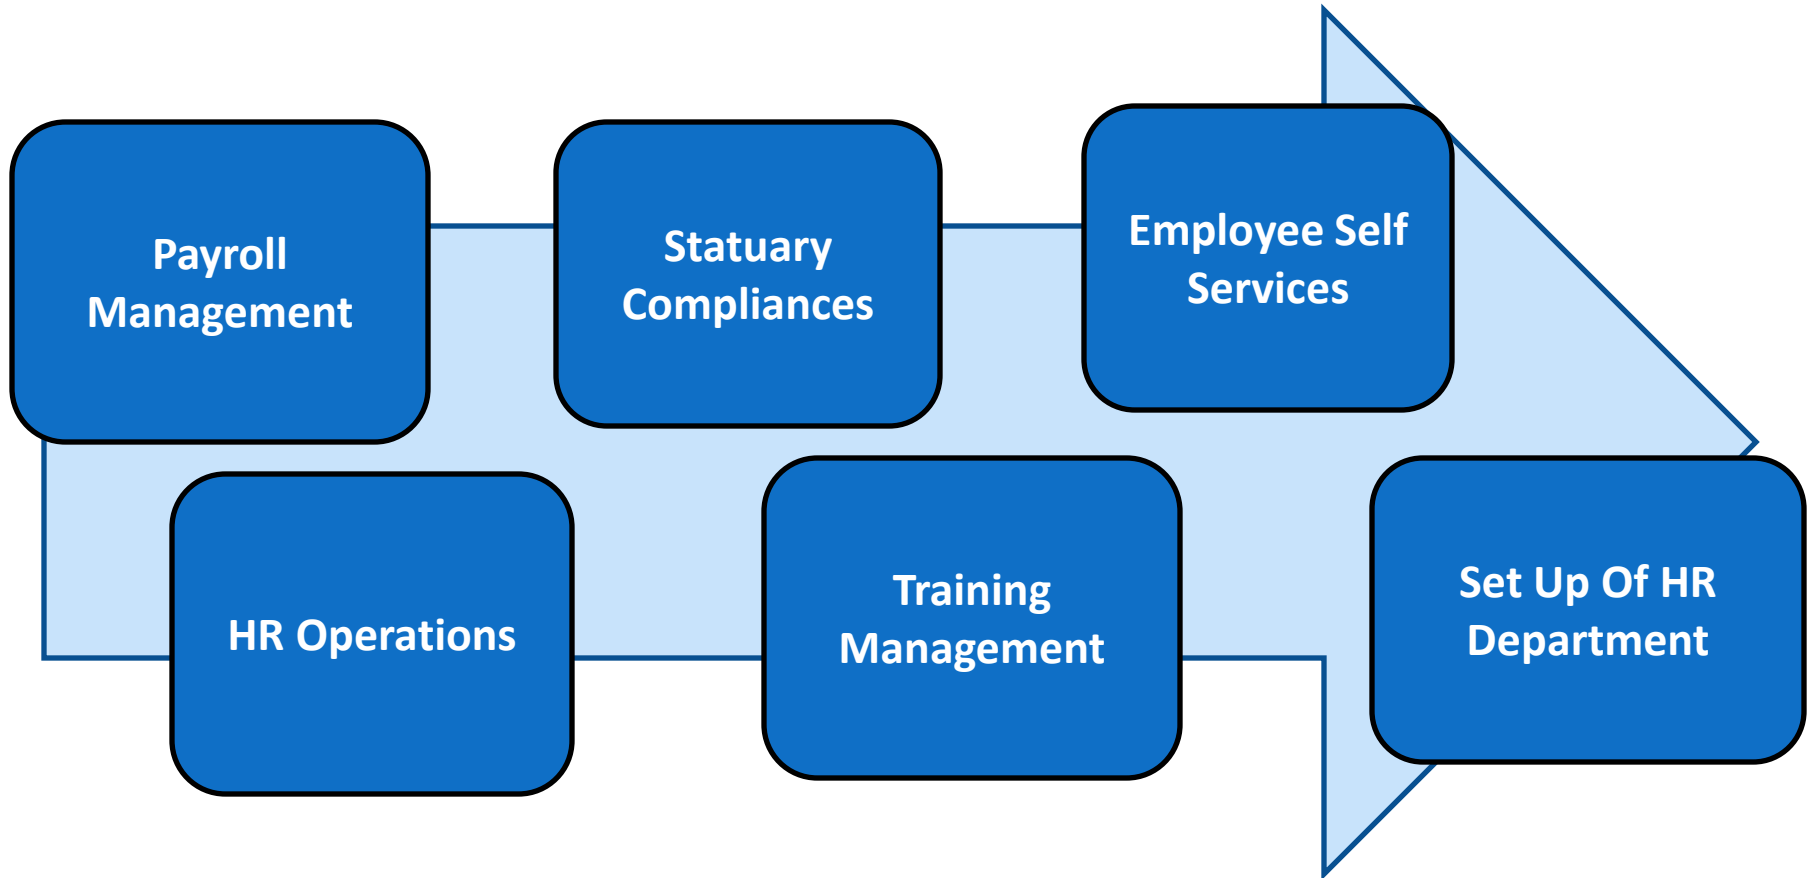 Payroll
Management
Statuary
Compliances
Employee Self
Services
HR Operations
Training
Management
Set Up Of HR
Department